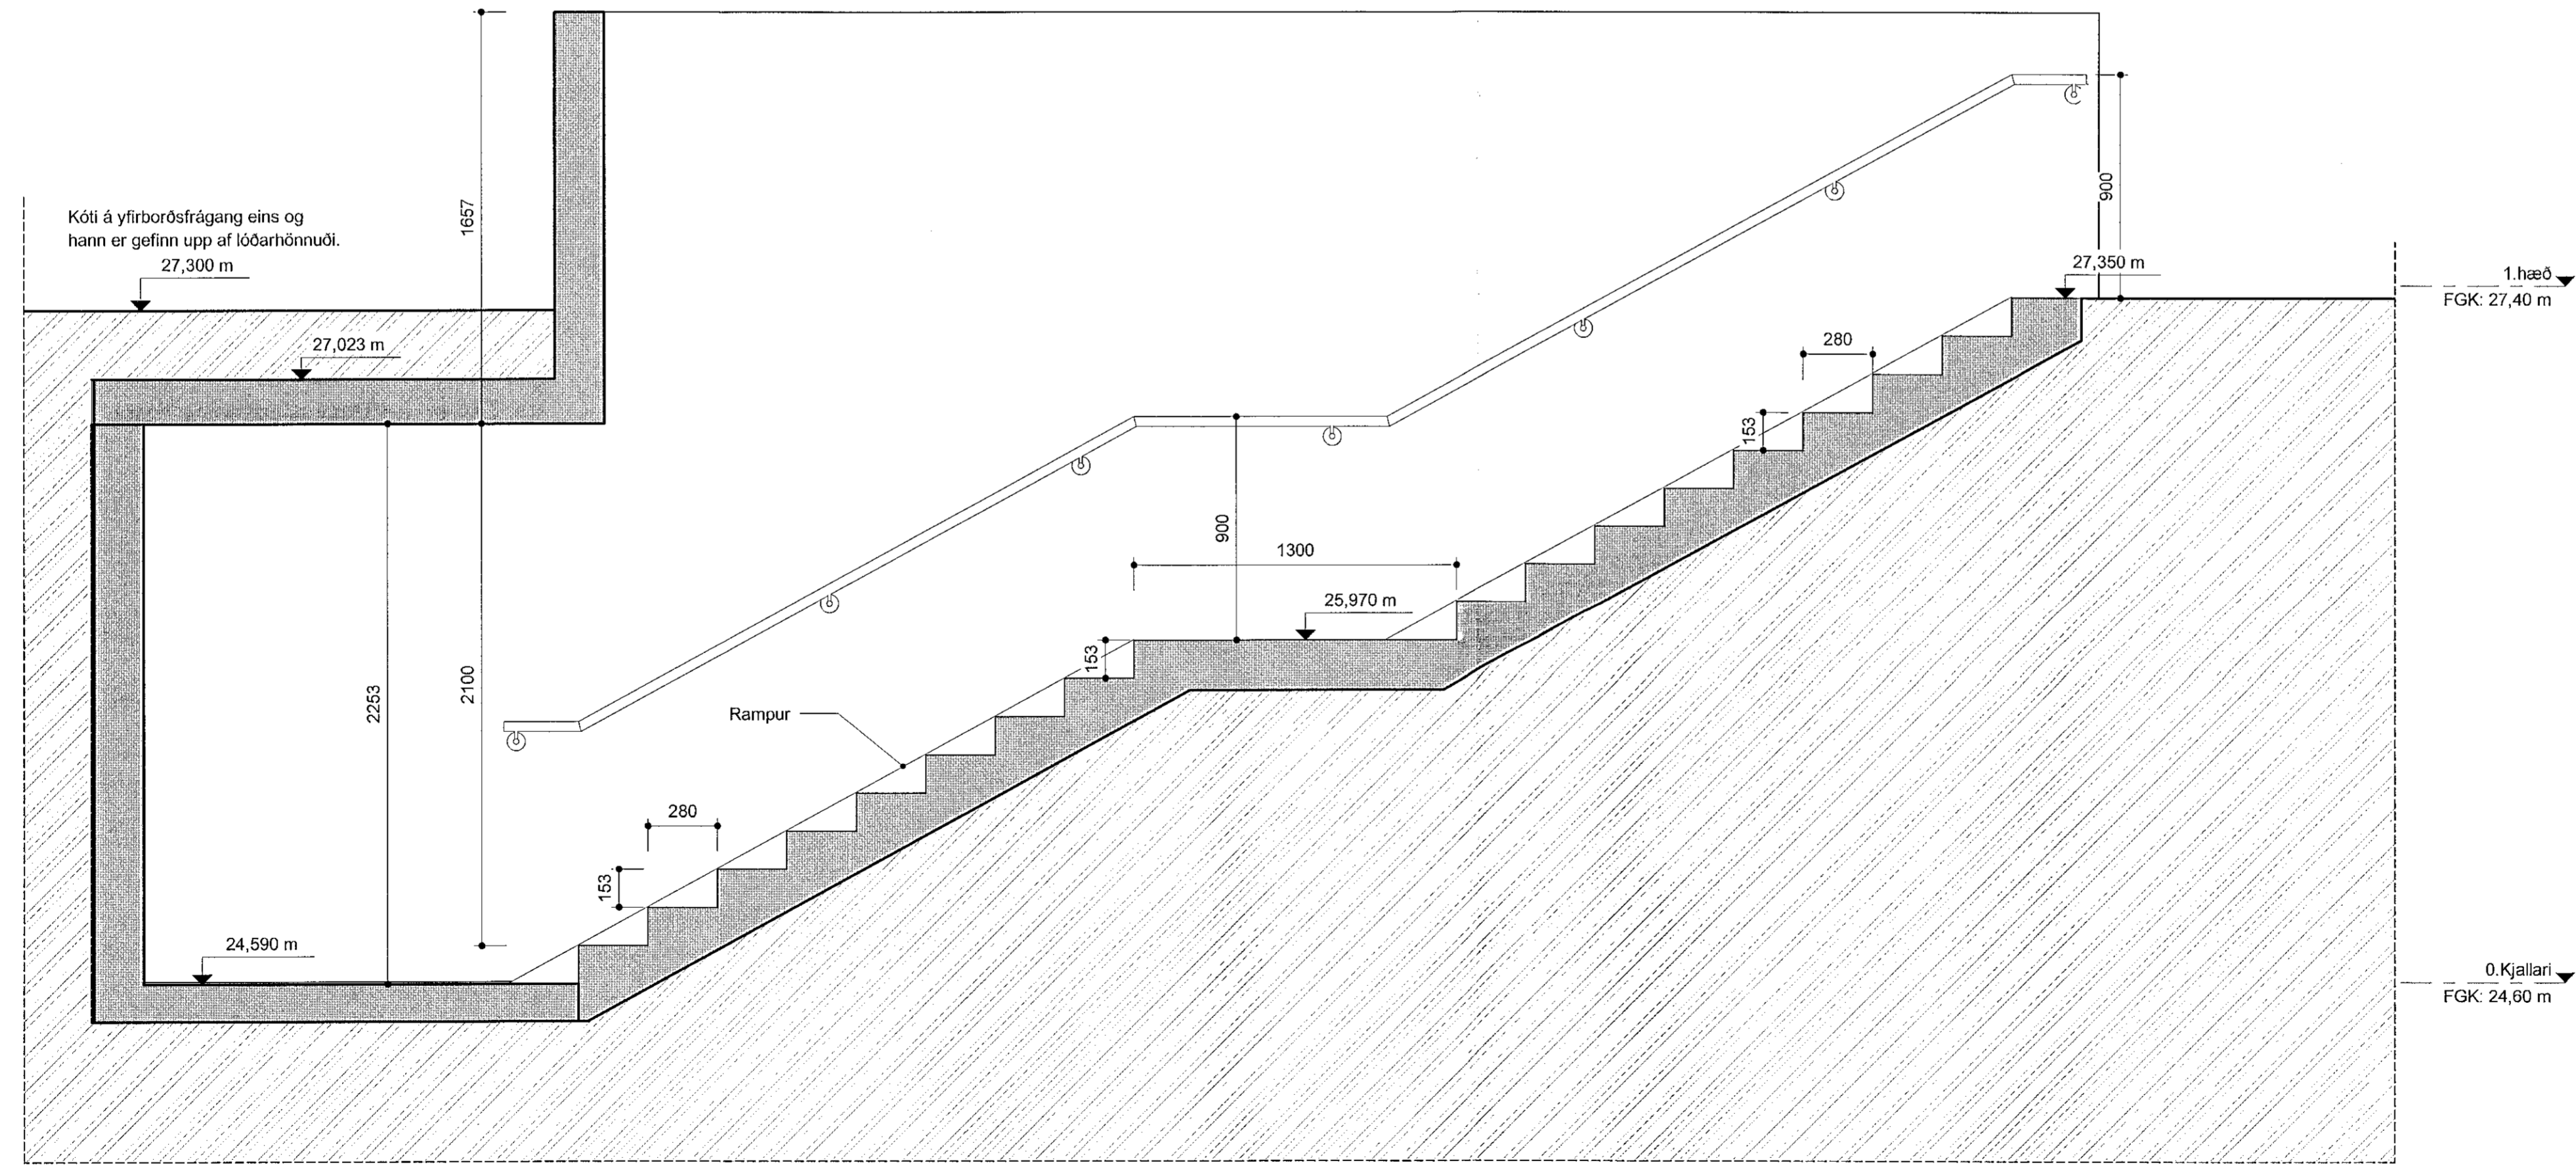 Kóti á yfirborðsfrágang eins og
hann er gefinn upp af lóðarhönnuði.
27,300 m
27,023 m
1657
2253
2100
24,590 m
Rampur
280
153
153
900
1300
25,970 m
153
280
900
27,350 m
1.hæð
FGK: 27,40 m
0.Kjallari
FGK: 24,60 m